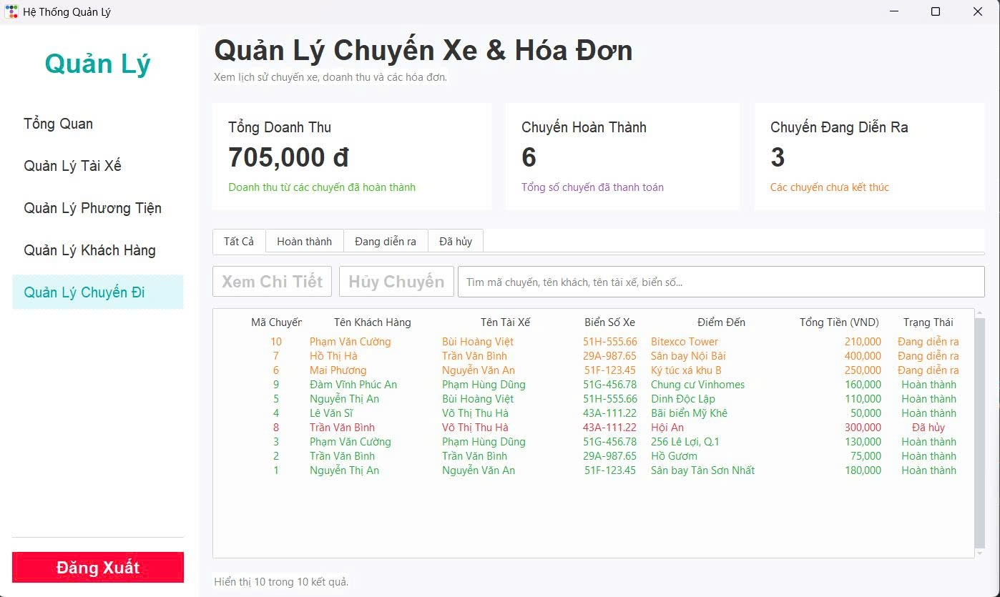 Hệ Thống Quản Lý
Quản Lý
Tổng Quan
Quản Lý Tài Xế
Quản Lý Phương Tiện
Quản Lý Khách Hàng
Quản Lý Chuyến Đi
Đăng Xuất
Quản Lý Chuyến Xe & Hóa Đơn
Xem lịch sử chuyến xe, doanh thu và các hóa đơn.
Tổng Doanh Thu
705,000 đ
Doanh thu từ các chuyến đã hoàn thành
Chuyến Hoàn Thành
6
Tổng số chuyến đã thanh toán
Chuyến Đang Diễn Ra
3
Các chuyến chưa kết thúc
Tất Cả Hoàn thành Đang diễn ra Đã hủy
Xem Chi Tiết Hủy Chuyến Tìm mã chuyến, tên khách, tên tài xế, biển số...
Mã Chuyến Tên Khách Hàng Tên Tài Xế Biển Số Xe Điểm Đến Tổng Tiền (VND) Trạng Thái
10 Phạm Văn Cường Bùi Hoàng Việt 51H-555.66 Bitexco Tower 210,000 Đang diễn ra
7 Hồ Thị Hà Trần Văn Bình 29A-987.65 Sân bay Nội Bài 400,000 Đang diễn ra
6 Mai Phương Nguyễn Văn An 51F-123.45 Ký túc xá khu B 250,000 Đang diễn ra
9 Đàm Vĩnh Phúc An Phạm Hùng Dũng 51G-456.78 Chung cư Vinhomes 160,000 Hoàn thành
5 Nguyễn Thị An Bùi Hoàng Việt 51H-555.66 Dinh Độc Lập 110,000 Hoàn thành
4 Lê Văn Sĩ Võ Thị Thu Hà 43A-111.22 Bãi biển Mỹ Khê 50,000 Hoàn thành
8 Trần Văn Bình Võ Thị Thu Hà 43A-111.22 Hội An 300,000 Đã hủy
3 Phạm Văn Cường Phạm Hùng Dũng 51G-456.78 256 Lê Lợi, Q.1 130,000 Hoàn thành
2 Trần Văn Bình Trần Văn Bình 29A-987.65 Hồ Gươm 75,000 Hoàn thành
1 Nguyễn Thị An Nguyễn Văn An 51F-123.45 Sân bay Tân Sơn Nhất 180,000 Hoàn thành
Hiển thị 10 trong 10 kết quả.